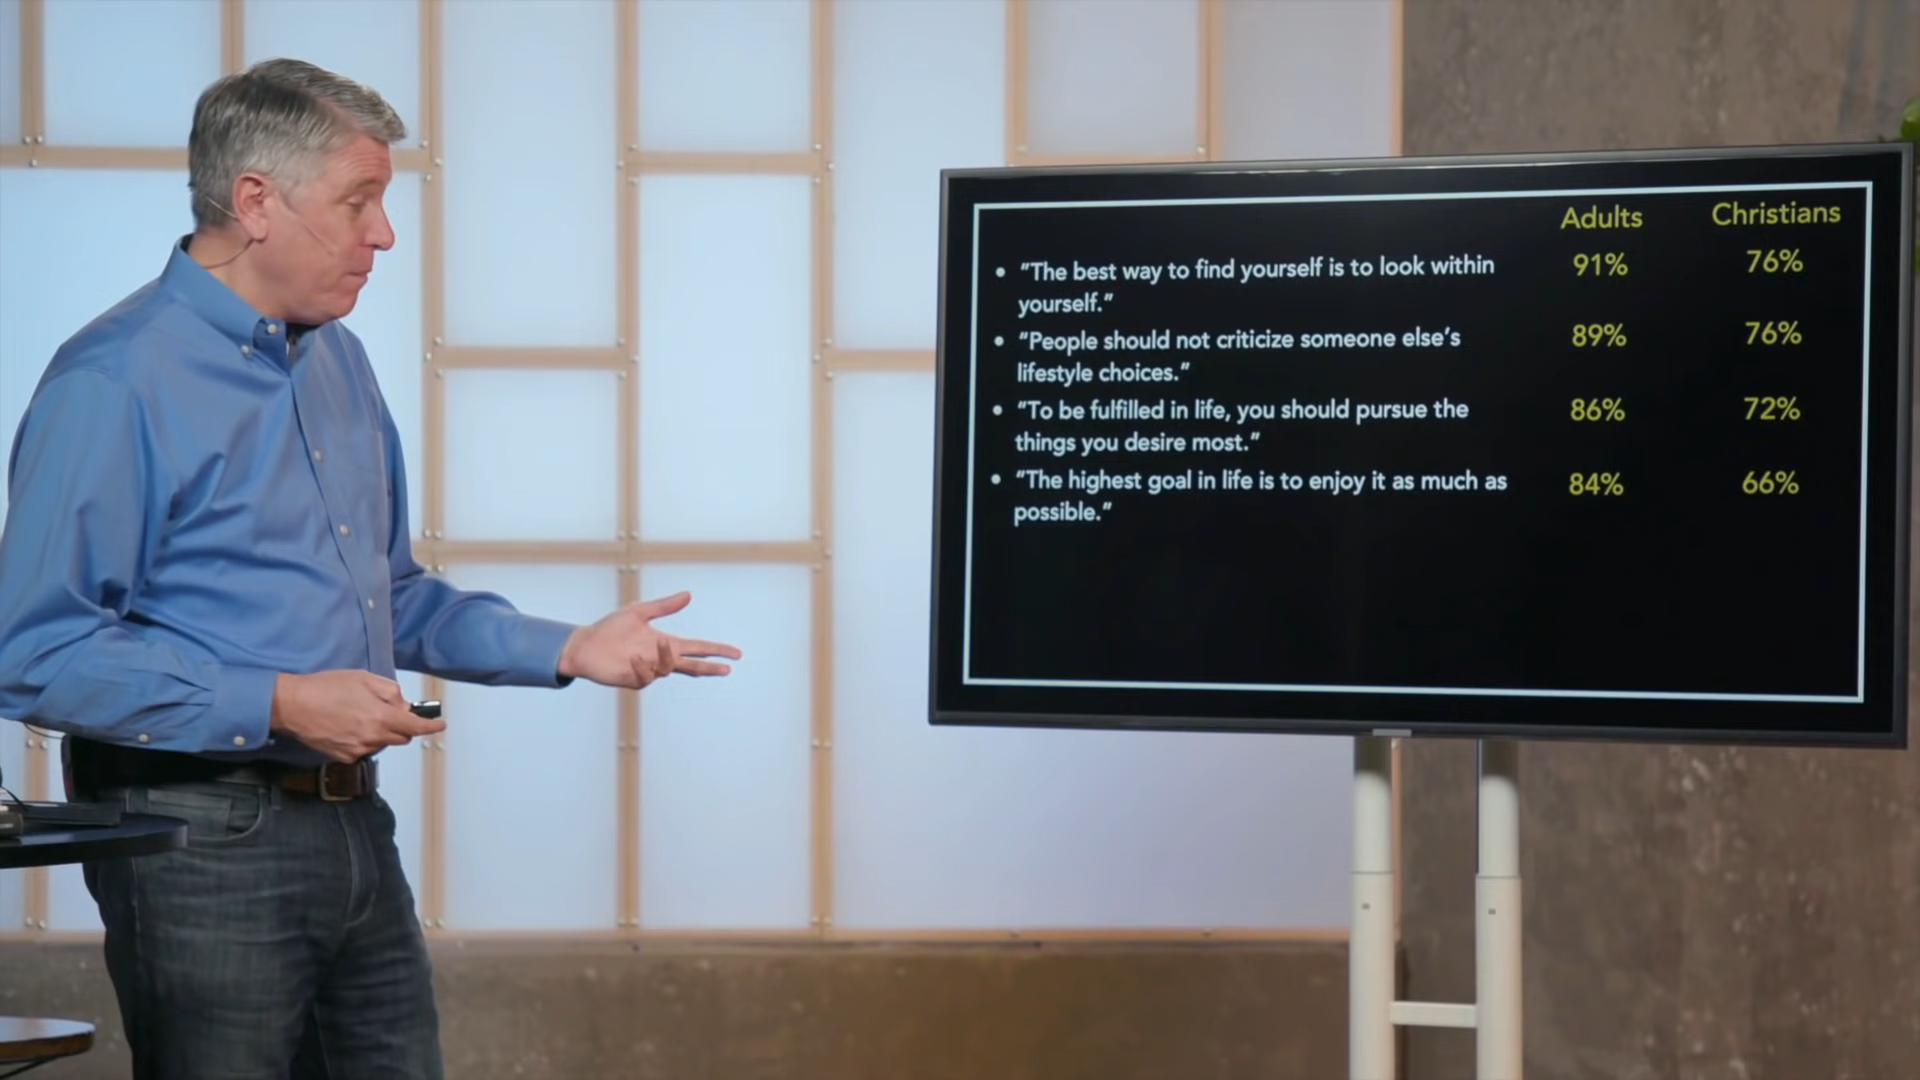 Adults Christians
• “The best way to find yourself is to look within 91% 76%
yourself.”
• “People should not criticize someone else’s 89% 76%
lifestyle choices.”
• “To be fulfilled in life, you should pursue the 86% 72%
things you desire most.”
• “The highest goal in life is to enjoy it as much as 84% 66%
possible.”